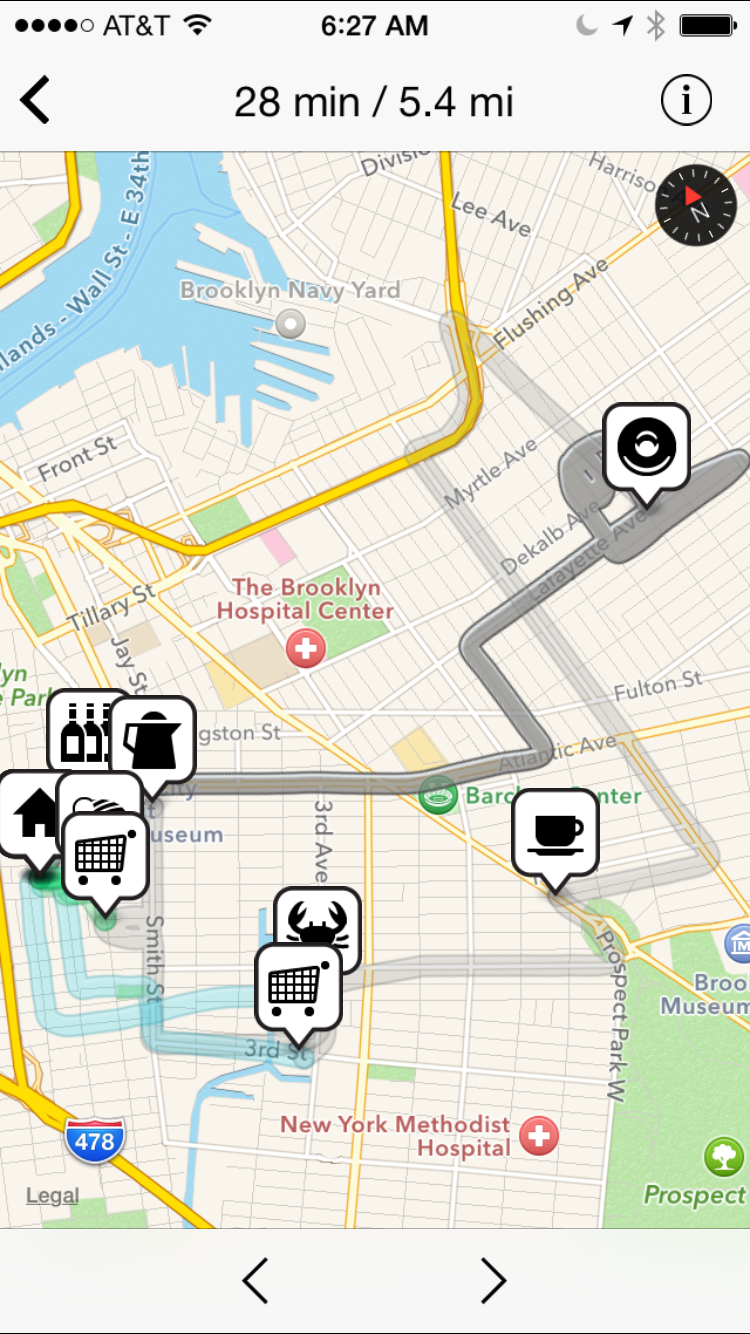 AT&T
6:27 AM
28 min / 5.4 mi
i
Divisi
Harriso
N
Lee Ave
lands - Wall St - E 34th
Brooklyn Navy Yard
Flushing Ave
Front St
Myrtle Ave
Dekalb Ave
Lafayette Ave
The Brooklyn
Hospital Center
Tillary St
Jay St
lyn
e Park
Fulton St
gston St
Atlantic Ave
Barc
enter
ity
useum
3rd Ave
Smith St
Prospect Park W
IM
Broo
Museum
3rd St
New York Methodist
Hospital
478
Legal
Prospect